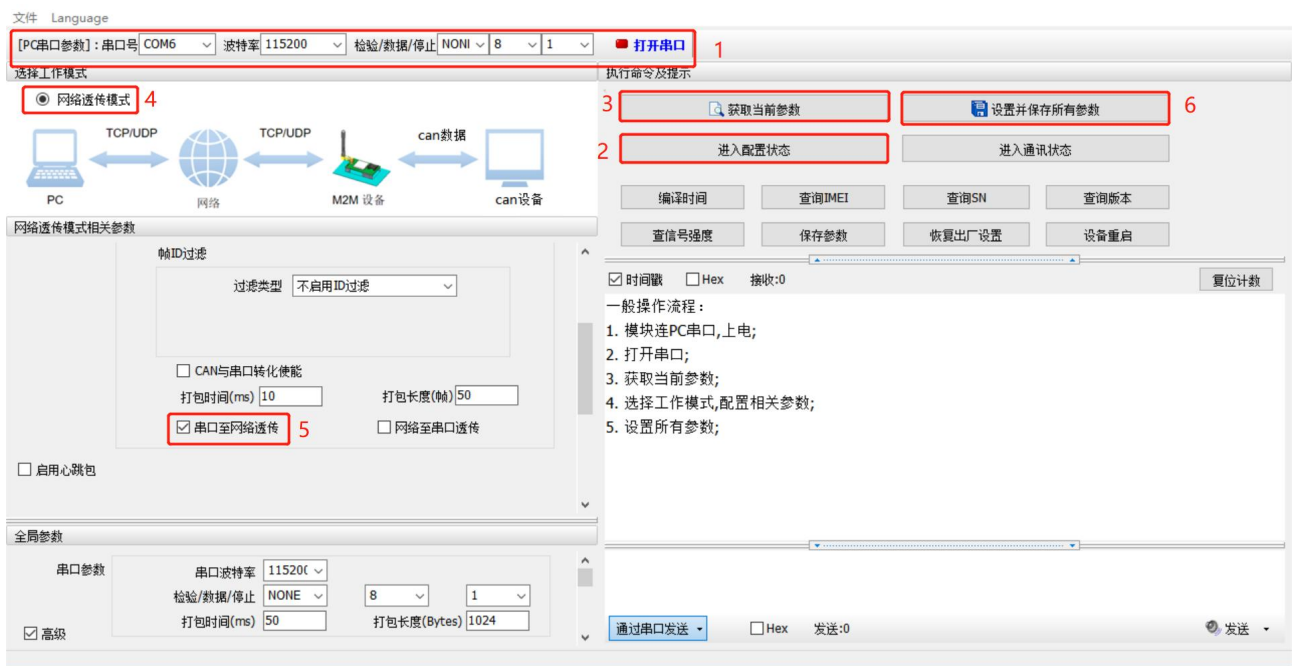 文件 Language
[PC串口参数]：串口号 COM6 波特率 115200 检验/数据/停止 NONI 8 1 打开串口 1
选择工作模式
网络透传模式 4
TCP/UDP TCP/UDP can数据
PC 网络 M2M 设备 can设备
网络透传模式相关参数
帧ID过滤
过滤类型 不启用ID过滤
CAN与串口转化使能
打包时间(ms) 10 打包长度(帧) 50
串口至网络透传 5 网络至串口透传
启用心跳包
全局参数
串口参数 串口波特率 11520(
检验/数据/停止 NONE 8 1
打包时间(ms) 50 打包长度(Bytes) 1024
高级
执行命令及提示
3 获取当前参数 设置并保存所有参数 6
2 进入配置状态 进入通讯状态
编译时间 查询IMEI 查询SN 查询版本
查信号强度 保存参数 恢复出厂设置 设备重启
时间戳 Hex 接收:0 复位计数
一般操作流程：
1. 模块连PC串口,上电;
2. 打开串口;
3. 获取当前参数;
4. 选择工作模式,配置相关参数;
5. 设置所有参数;
通过串口发送 Hex 发送:0 发送